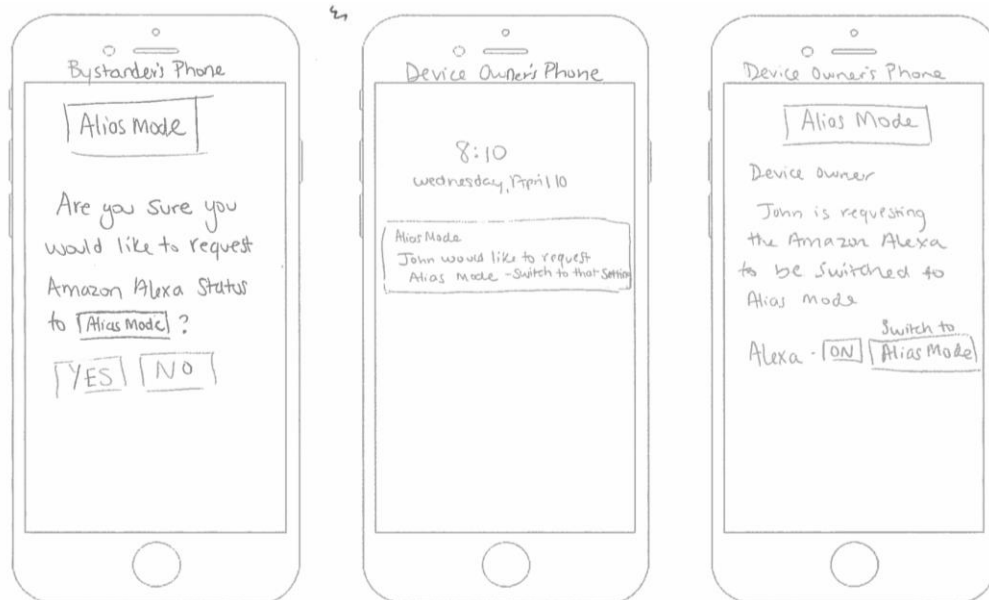 Bystander's Phone
Alias Mode
Are you sure you
would like to request
Amazon Alexa Status
to Alias Mode ?
YES NO
Device Owner's Phone
8:10
Wednesday, April 10
Alias Mode
John would like to request
Alias Mode - Switch to that Setting
Device Owner's Phone
Alias Mode
Device Owner
John is requesting
the Amazon Alexa
to be switched to
Alias mode
Switch to
Alexa - ON Alias Mode